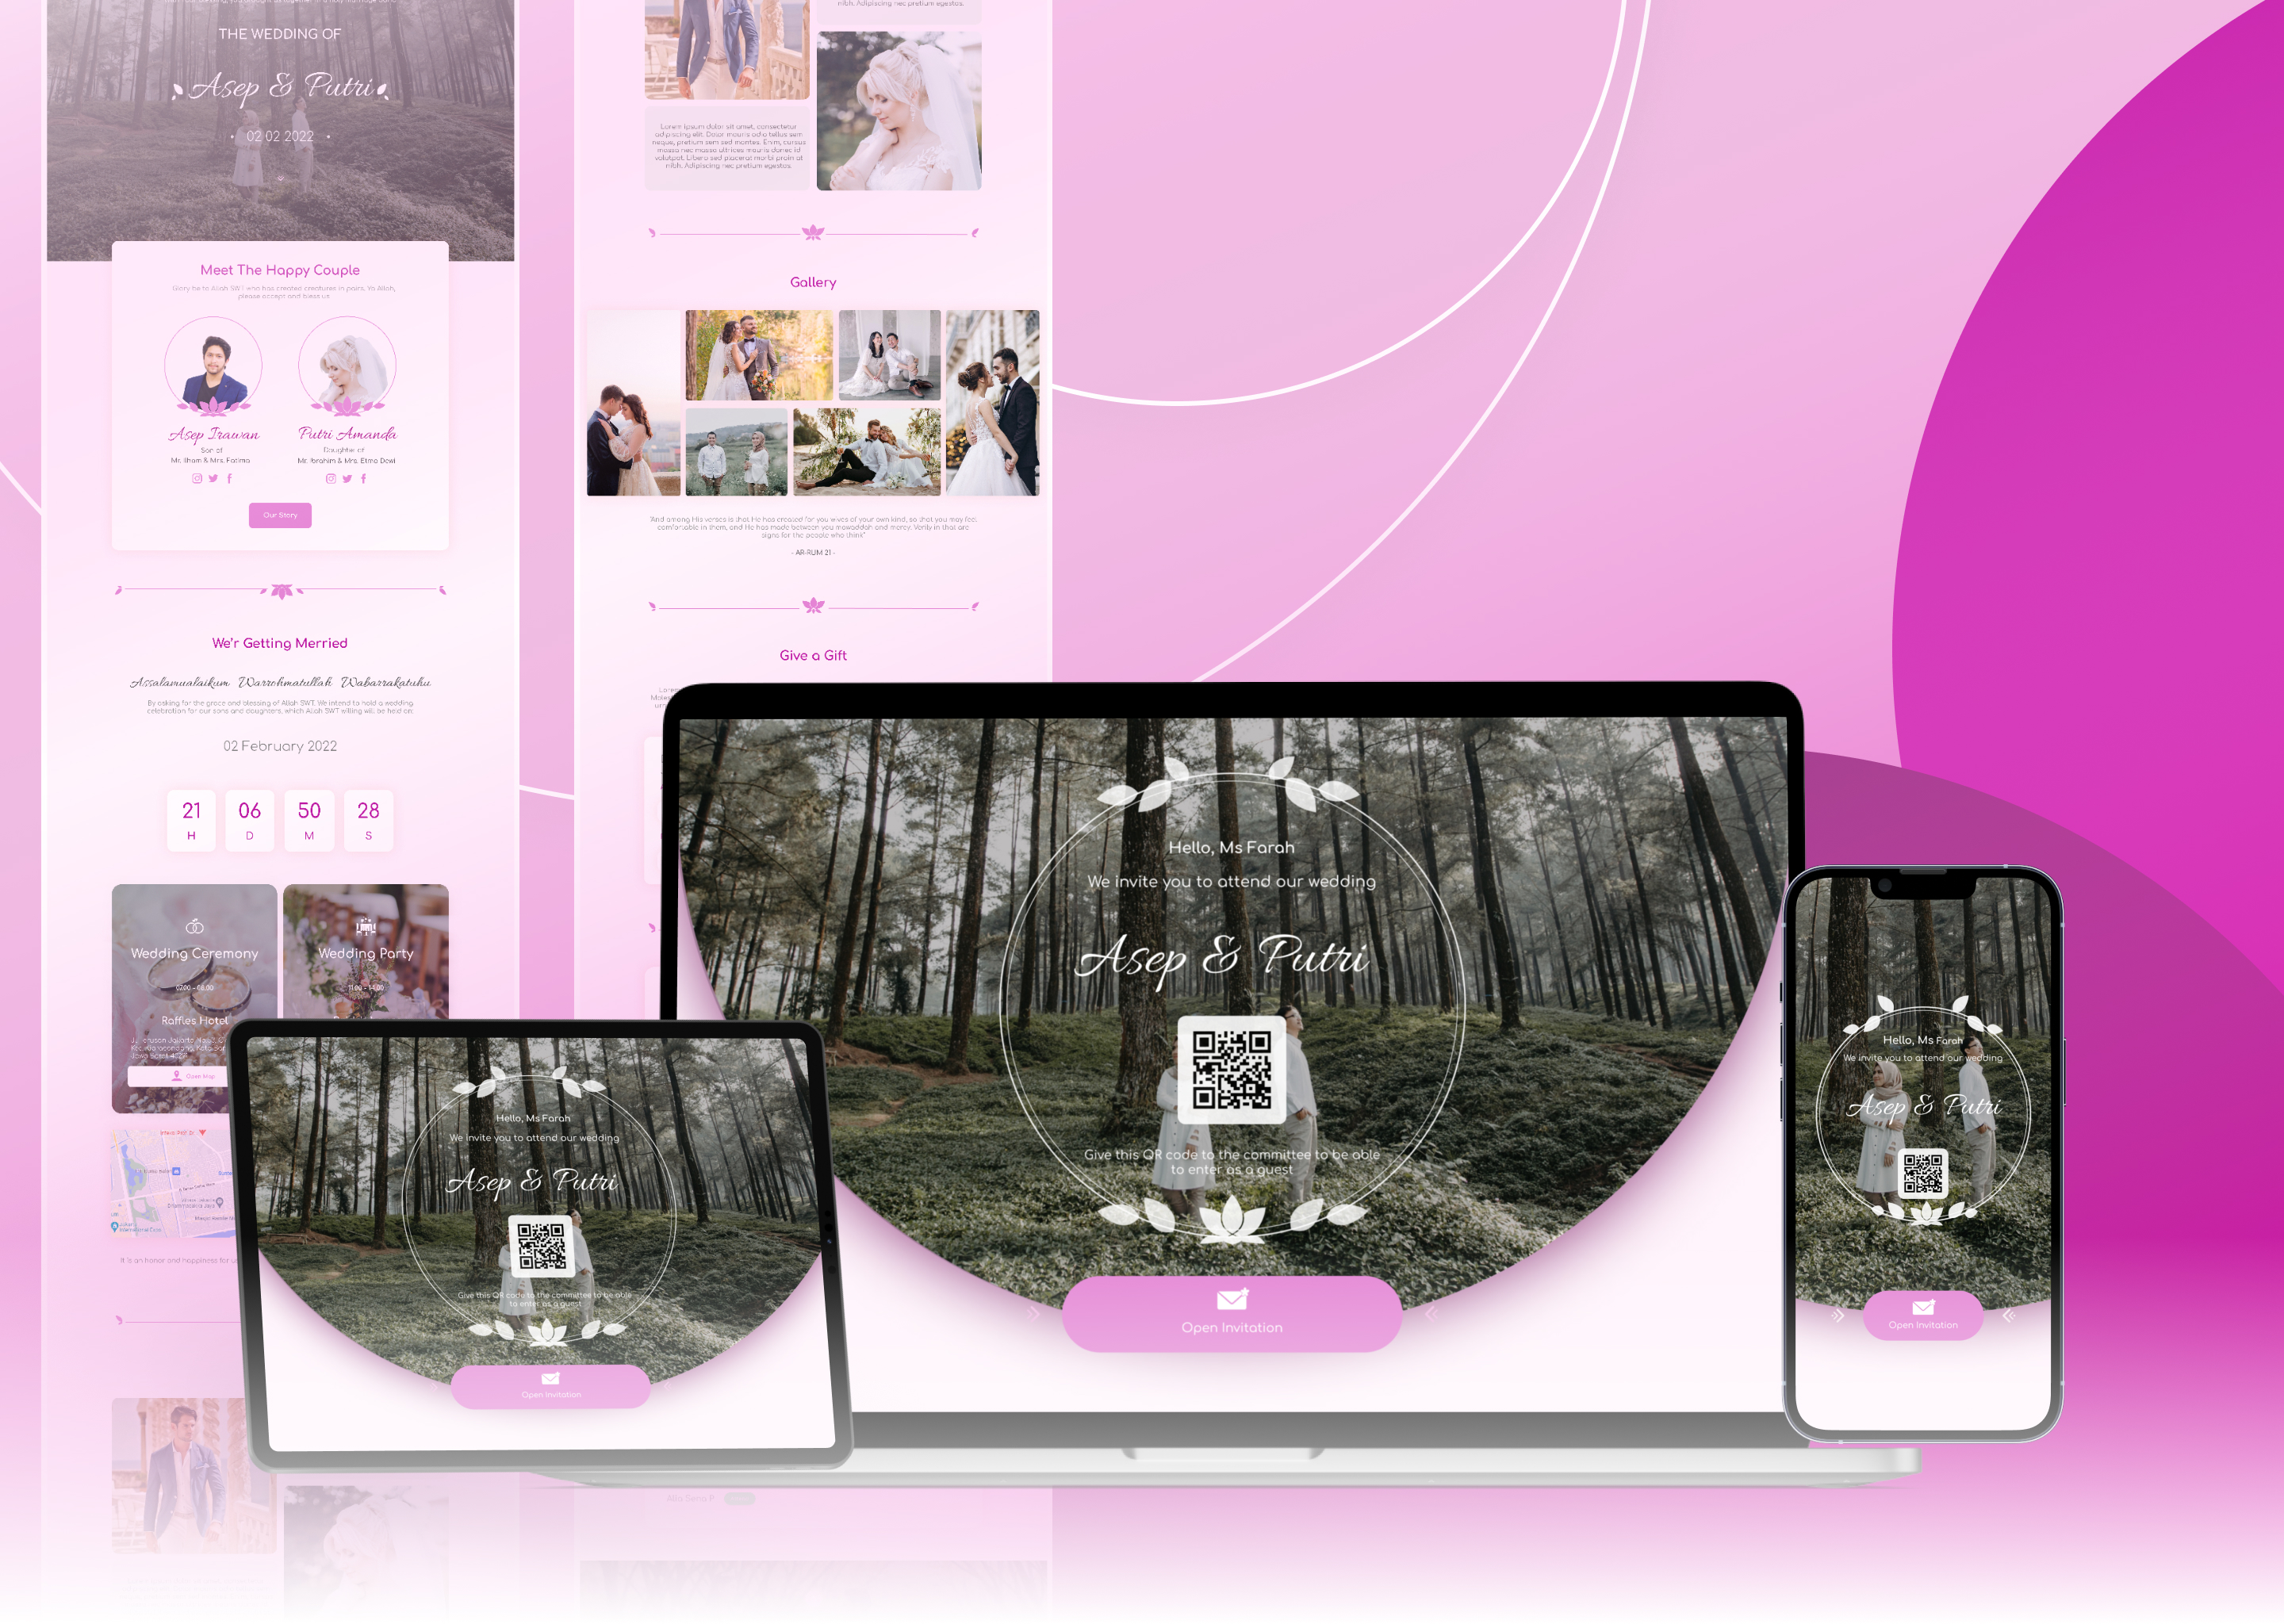 THE WEDDING OF
Asep & Putri
02.02.2022
Meet The Happy Couple
Glory be to Allah SWT who has created creatures in pairs. Ya Allah,
please accept and bless us
Asep Irawan
Son of
Mr. Ilham & Mrs. Fatima
Putri Amanda
Daughter of
Mr. Ibrahim & Mrs. Elma Dewi
Our Story
We'r Getting Merried
Assalamualaikum Warrohmatullah Wabarrakatuhu
By asking for the grace and blessing of Allah SWT. We intend to hold a wedding
celebration for our sons and daughters, which Allah SWT willing will be held on:
02 February 2022
21 06 50 28
H D M S
Wedding Ceremony
07.00 - 08.00
Raffles Hotel
Open Map
Wedding Party
11.00 - 14.00
It is an honor and happiness for u
nibh. Adipiscing nec pretium egestas.
Lorem ipsum dolor sit amet, consectetur
adipiscing elit. Dolor mauris odio tellus sem
neque, pretium sem sed montes. Enim, cursus
massa nec massa ultrices mauris donec id
volutpat. Libero sed placerat morbi proin at
nibh. Adipiscing nec pretium egestas.
Gallery
"And among His verses is that He has created for you wives of your own kind, so that you may feel
comfortable in them, and He has made between you mawaddah and mercy. Verily in that are
signs for the people who think"
- AR-RUM 21 -
Give a Gift
Hello, Ms Farah
We invite you to attend our wedding
Asep & Putri
Give this QR code to the committee to be able
to enter as a guest
Open Invitation
Hello, Ms Farah
We invite you to attend our wedding
Asep & Putri
Give this QR code to the committee to be able
to enter as a guest
Open Invitation
Hello, Ms Farah
We invite you to attend our wedding
Asep & Putri
Open Invitation